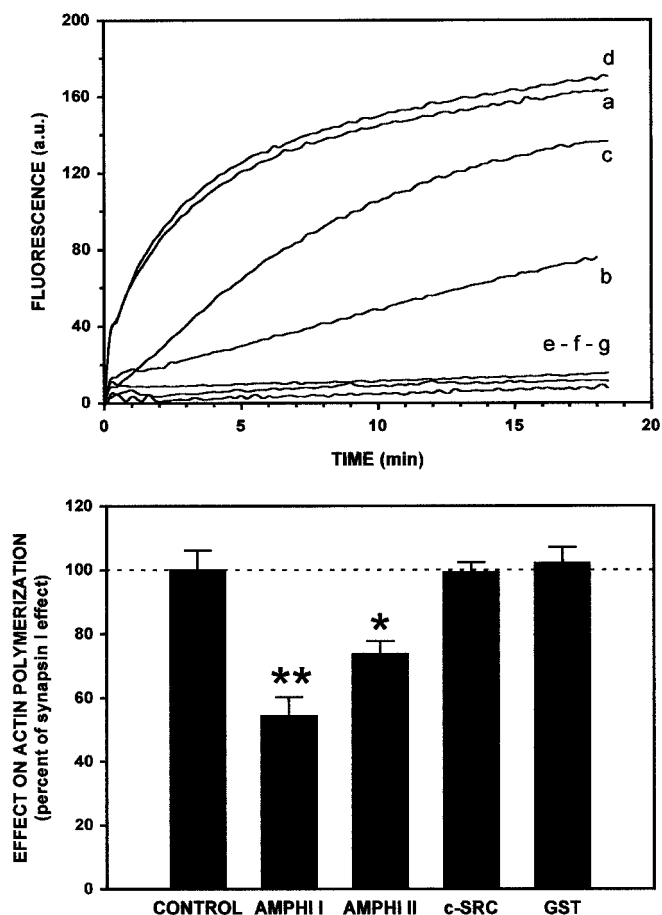 200
160
120
80
40
0
FLUORESCENCE (a.u.)
d
a
c
b
e - f - g
0 5 10 15 20
TIME (min)
120
100
80
60
40
20
0
EFFECT ON ACTIN POLYMERIZATION
(percent of synapsin I effect)
**
*
CONTROL AMPHI I AMPHI II c-SRC GST